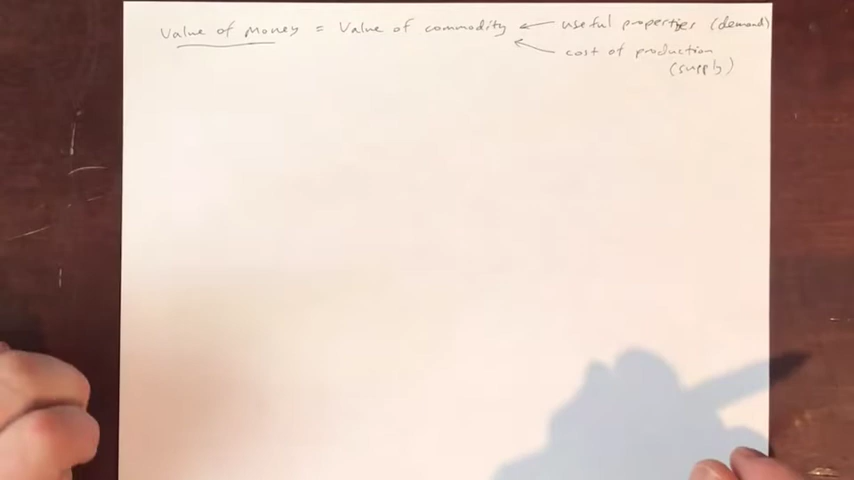 Value of Money = Value of commodity ← useful properties (demand)
← cost of production
(supply)